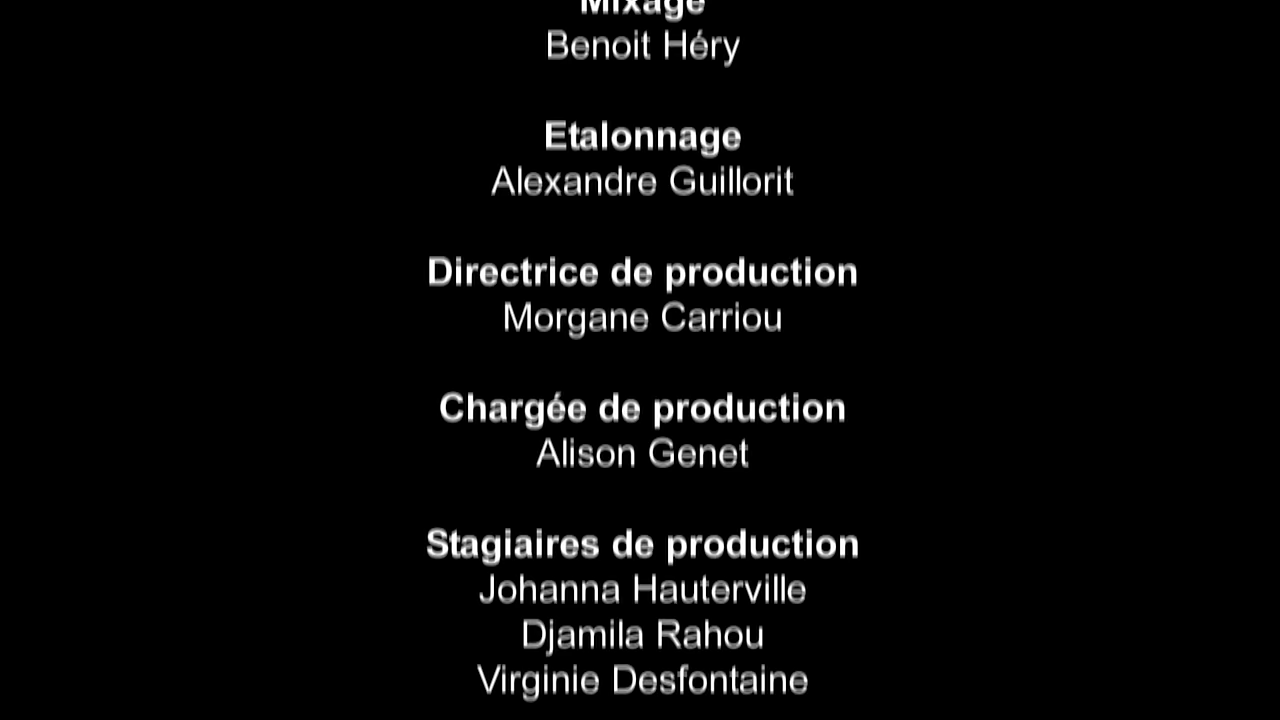 Mixage
Benoit Héry
Etalonnage
Alexandre Guillorit
Directrice de production
Morgane Carriou
Chargée de production
Alison Genet
Stagiaires de production
Johanna Hauterville
Djamila Rahou
Virginie Desfontaine